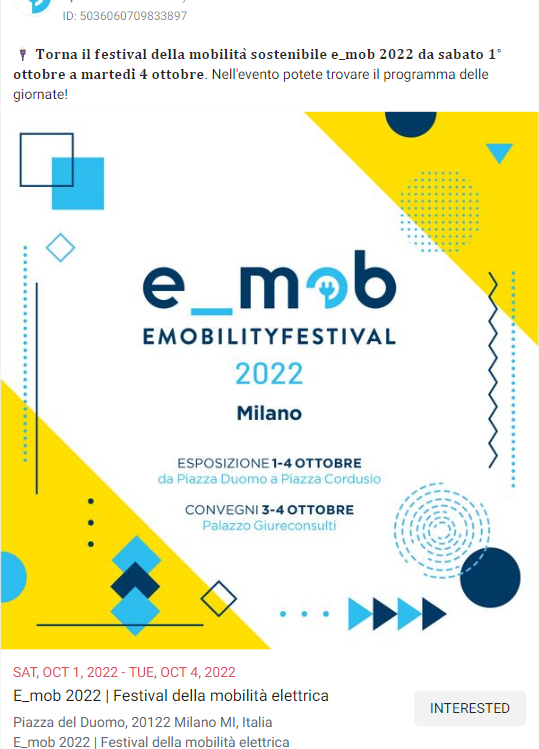 ID: 5036060709833897
Torna il festival della mobilità sostenibile e_mob 2022 da sabato 1°
ottobre a martedì 4 ottobre. Nell'evento potete trovare il programma delle
giornate!
e_mob
EMOBILITYFESTIVAL
2022
Milano
ESPOSIZIONE 1-4 OTTOBRE
da Piazza Duomo a Piazza Cordusio
CONVEGNI 3-4 OTTOBRE
Palazzo Giureconsulti
SAT, OCT 1, 2022 - TUE, OCT 4, 2022
E_mob 2022 | Festival della mobilità elettrica
INTERESTED
Piazza del Duomo, 20122 Milano MI, Italia
E_mob 2022 | Festival della mobilità elettrica